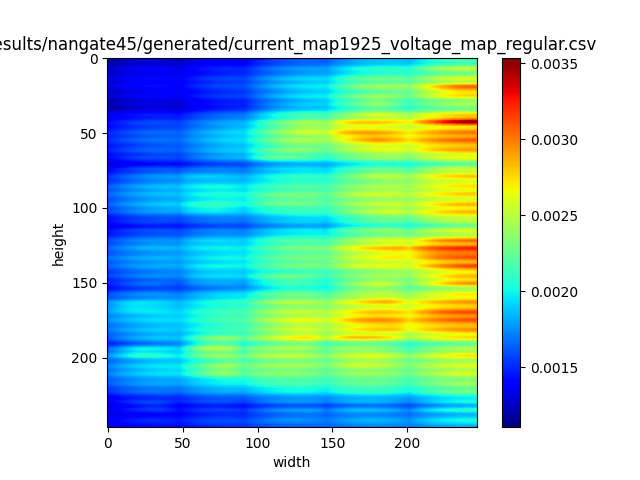 esults/nangate45/generated/current_map1925_voltage_map_regular.csv
0
50
100
150
200
height
0 50 100 150 200
width
0.0035
0.0030
0.0025
0.0020
0.0015